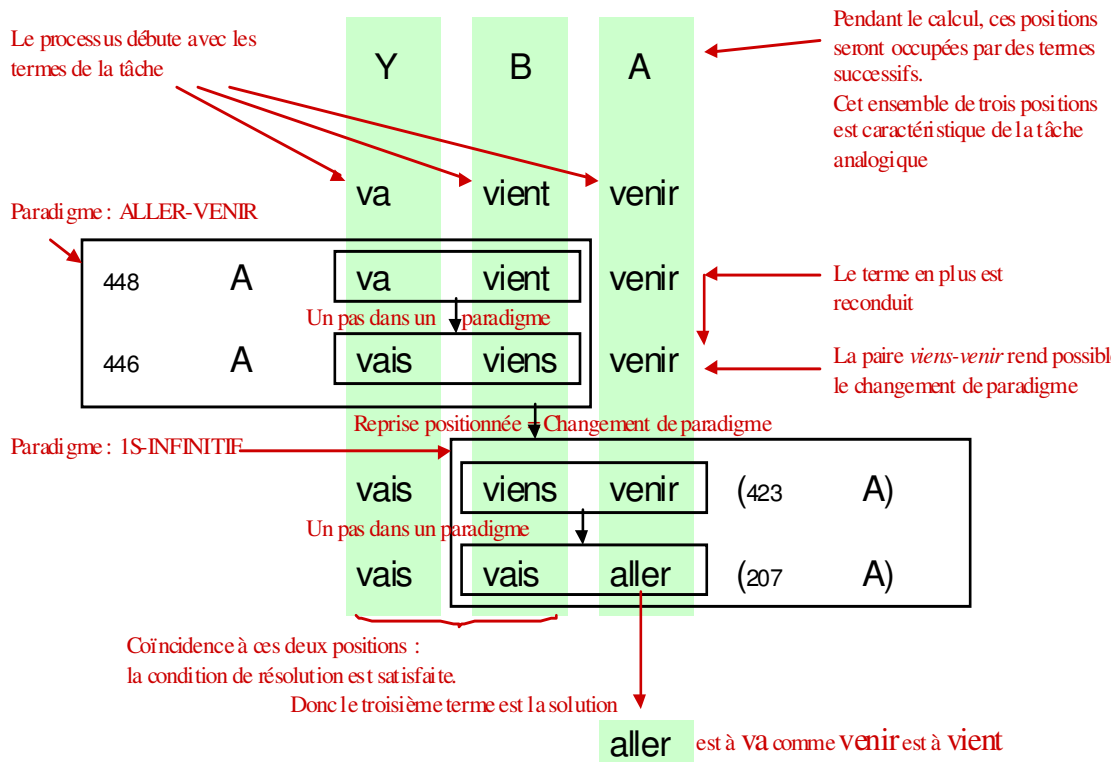 Le processus débute avec les
termes de la tâche
Y B A
Pendant le calcul, ces positions
seront occupées par des termes
successifs.
Cet ensemble de trois positions
est caractéristique de la tâche
analogique
va vient venir
Paradigme : ALLER-VENIR
448 A va vient venir
Le terme en plus est
reconduit
Un pas dans un paradigme
446 A vais viens venir
La paire viens-venir rend possible
le changement de paradigme
Reprise positionnée = Changement de paradigme
Paradigme : 1S-INFINITIF
vais viens venir (423 A)
Un pas dans un paradigme
vais vais aller (207 A)
Coïncidence à ces deux positions :
la condition de résolution est satisfaite.
Donc le troisième terme est la solution
aller est à va comme venir est à vient